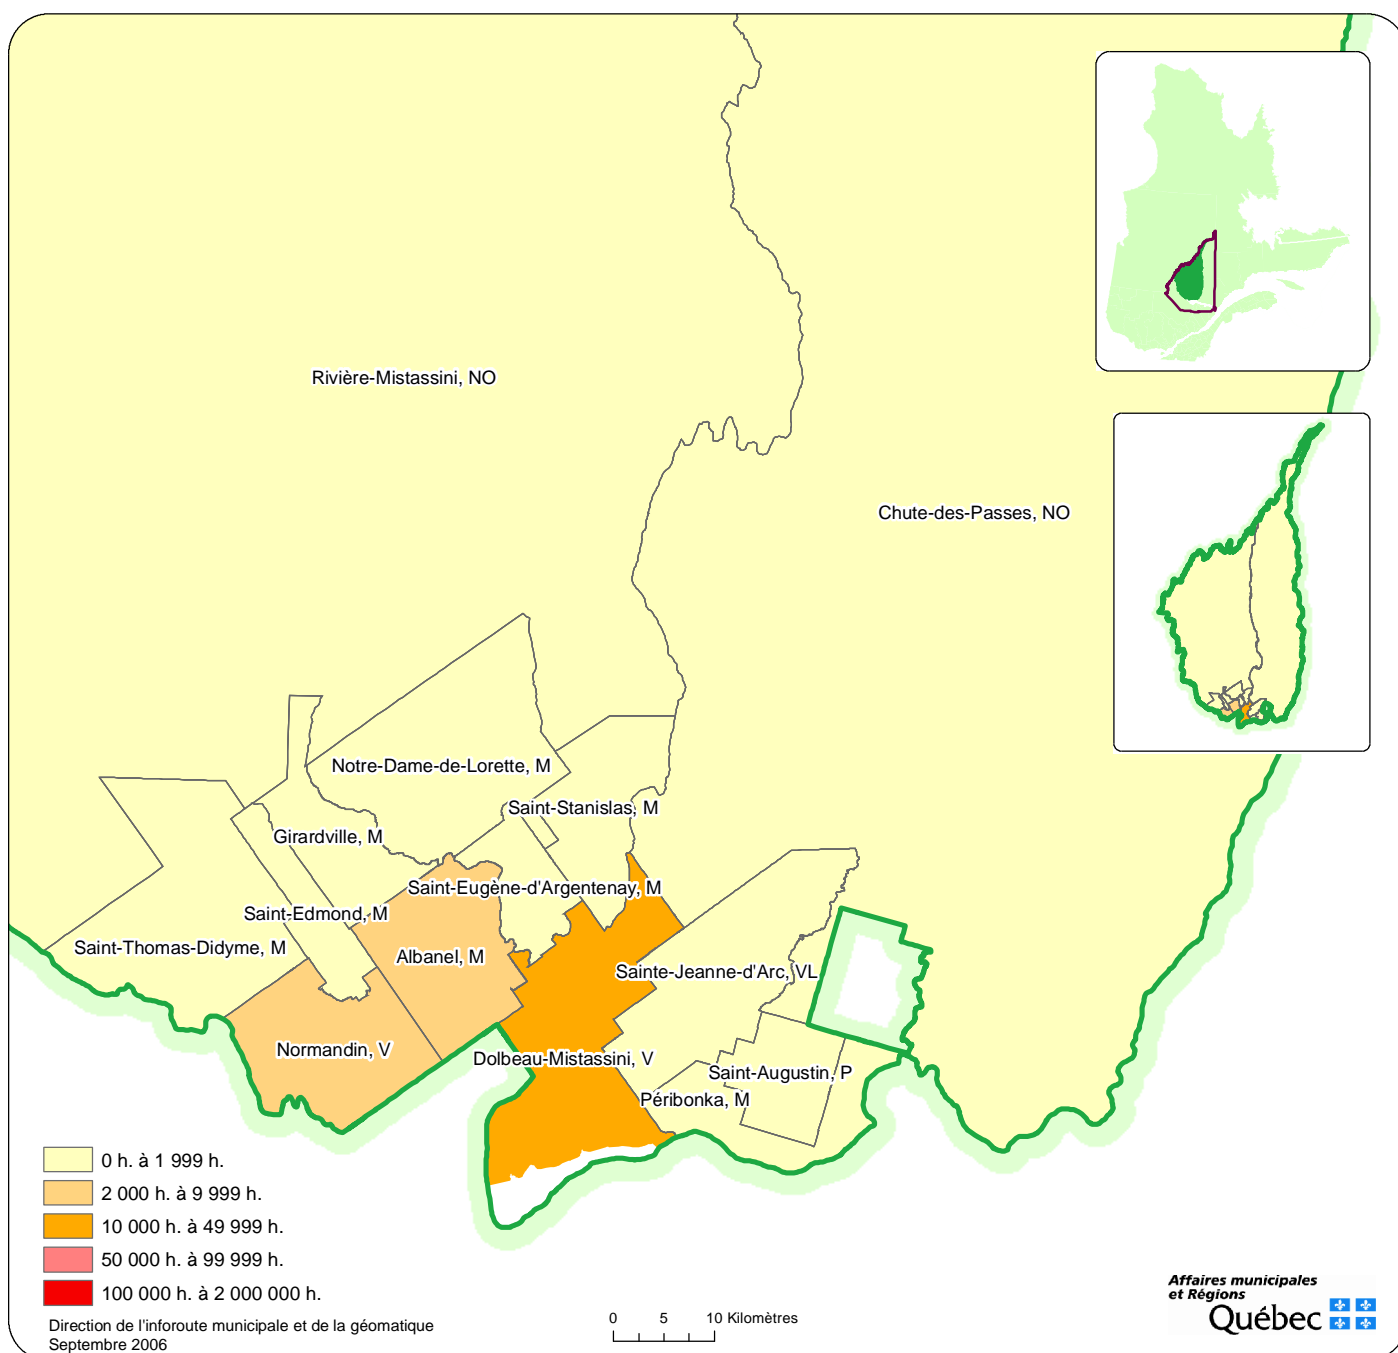 Rivière-Mistassini, NO
Chute-des-Passes, NO
Notre-Dame-de-Lorette, M
Saint-Stanislas, M
Girardville, M
Saint-Eugène-d'Argentenay, M
Saint-Edmond, M
Saint-Thomas-Didyme, M
Albanel, M
Sainte-Jeanne-d'Arc, VL
Normandin, V
Dolbeau-Mistassini, V
Saint-Augustin, P
Péribonka, M
0 h. à 1 999 h.
2 000 h. à 9 999 h.
10 000 h. à 49 999 h.
50 000 h. à 99 999 h.
100 000 h. à 2 000 000 h.
Direction de l'inforoute municipale et de la géomatique
Septembre 2006
0 5 10 Kilomètres
Affaires municipales
et Régions
Québec